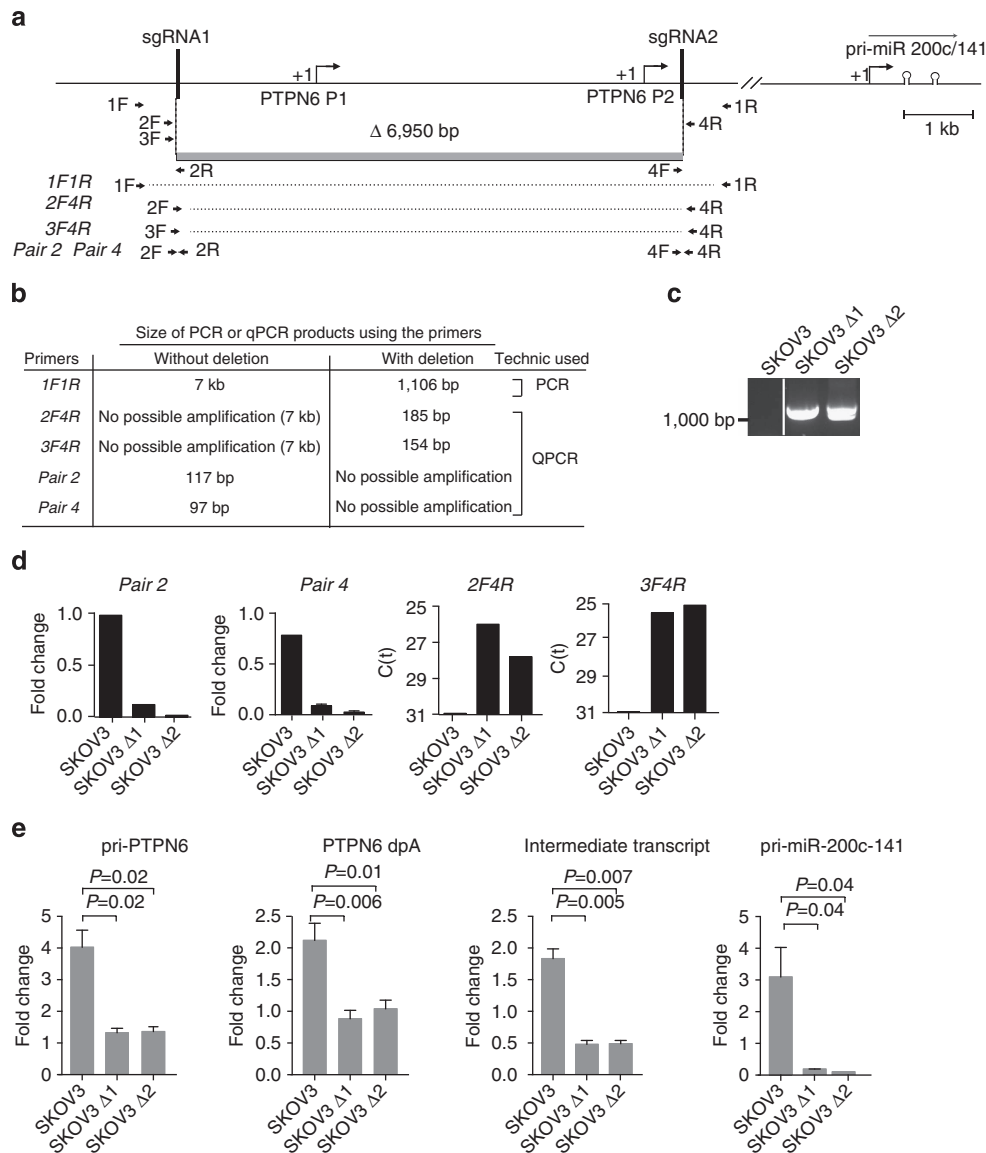 a
sgRNA1
sgRNA2
pri-miR 200c/141
+1
+1
+1
PTPN6 P1
PTPN6 P2
1F
1R
2F
4R
3F
Δ 6,950 bp
1 kb
2R
4F
1F1R
1F
1R
2F4R
2F
4R
3F4R
3F
4R
Pair 2 Pair 4
2F
2R
4F
4R
b
Size of PCR or qPCR products using the primers
Primers Without deletion With deletion Technic used
1F1R 7 kb 1,106 bp PCR
2F4R No possible amplification (7 kb) 185 bp
3F4R No possible amplification (7 kb) 154 bp
QPCR
Pair 2 117 bp No possible amplification
Pair 4 97 bp No possible amplification
c
SKOV3
SKOV3 Δ1
SKOV3 Δ2
1,000 bp
d
Pair 2
Fold change
1.0
0.5
0.0
SKOV3
SKOV3 Δ1
SKOV3 Δ2
Pair 4
Fold change
1.0
0.5
0.0
SKOV3
SKOV3 Δ1
SKOV3 Δ2
2F4R
C(t)
25
27
29
31
SKOV3
SKOV3 Δ1
SKOV3 Δ2
3F4R
C(t)
25
27
29
31
SKOV3
SKOV3 Δ1
SKOV3 Δ2
e
pri-PTPN6
P=0.02
P=0.02
Fold change
5
4
3
2
1
0
SKOV3
SKOV3 Δ1
SKOV3 Δ2
PTPN6 dpA
P=0.01
P=0.006
Fold change
2.5
2.0
1.5
1.0
0.5
0.0
SKOV3
SKOV3 Δ1
SKOV3 Δ2
Intermediate transcript
P=0.007
P=0.005
Fold change
2.5
2.0
1.5
1.0
0.5
0.0
SKOV3
SKOV3 Δ1
SKOV3 Δ2
pri-miR-200c-141
P=0.04
P=0.04
Fold change
5
4
3
2
1
0
SKOV3
SKOV3 Δ1
SKOV3 Δ2